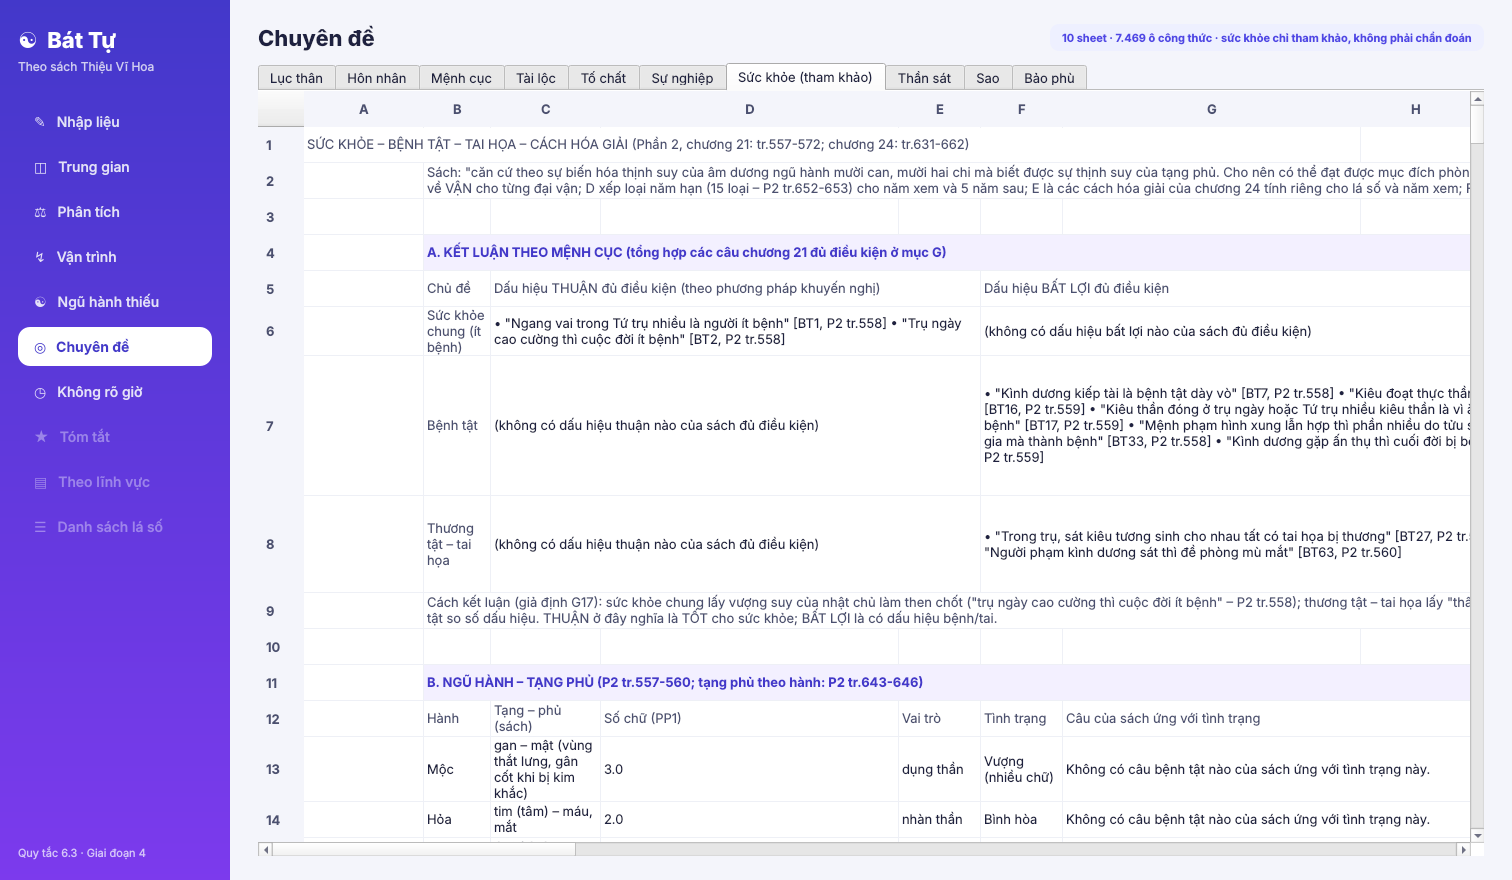 Bát Tự
Theo sách Thiệu Vĩ Hoa
Nhập liệu
Trung gian
Phân tích
Vận trình
Ngũ hành thiếu
Chuyên đề
Không rõ giờ
Tóm tắt
Theo lĩnh vực
Danh sách lá số
Quy tắc 6.3 · Giai đoạn 4
Chuyên đề
10 sheet · 7.469 ô công thức · sức khỏe chỉ tham khảo, không phải chẩn đoán
Lục thân Hôn nhân Mệnh cục Tài lộc Tố chất Sự nghiệp Sức khỏe (tham khảo) Thần sát Sao Bảo phù
A B C D E F G H
1 SỨC KHỎE – BỆNH TẬT – TAI HỌA – CÁCH HÓA GIẢI (Phần 2, chương 21: tr.557-572; chương 24: tr.631-662)
2 Sách: "căn cứ theo sự biến hóa thịnh suy của âm dương ngũ hành mười can, mười hai chi mà biết được sự thịnh suy của tạng phủ. Cho nên có thể đạt được mục đích phòn
về VẬN cho từng đại vận; D xếp loại năm hạn (15 loại – P2 tr.652-653) cho năm xem và 5 năm sau; E là các cách hóa giải của chương 24 tính riêng cho lá số và năm xem;
3
4 A. KẾT LUẬN THEO MỆNH CỤC (tổng hợp các câu chương 21 đủ điều kiện ở mục G)
5 Chủ đề Dấu hiệu THUẬN đủ điều kiện (theo phương pháp khuyến nghị) Dấu hiệu BẤT LỢI đủ điều kiện
6 Sức khỏe
chung (ít
bệnh)
• "Ngang vai trong Tứ trụ nhiều là người ít bệnh" [BT1, P2 tr.558] • "Trụ ngày
cao cường thì cuộc đời ít bệnh" [BT2, P2 tr.558]
(không có dấu hiệu bất lợi nào của sách đủ điều kiện)
7 Bệnh tật (không có dấu hiệu thuận nào của sách đủ điều kiện)
• "Kình dương kiếp tài là bệnh tật dày vò" [BT7, P2 tr.558] • "Kiêu đoạt thực thần
[BT16, P2 tr.559] • "Kiêu thần đóng ở trụ ngày hoặc Tứ trụ nhiều kiêu thần là vì
bệnh" [BT17, P2 tr.559] • "Mệnh phạm hình xung lẫn hợp thì phần nhiều do tửu
gia mà thành bệnh" [BT33, P2 tr.558] • "Kình dương gặp ấn thụ thì cuối đời bị
P2 tr.559]
8 Thương
tật – tai
họa
(không có dấu hiệu thuận nào của sách đủ điều kiện)
• "Trong trụ, sát kiêu tương sinh cho nhau tất có tai họa bị thương" [BT27, P2
"Người phạm kình dương sát thì đề phòng mù mắt" [BT63, P2 tr.560]
9 Cách kết luận (giả định G17): sức khỏe chung lấy vượng suy của nhật chủ làm then chốt ("trụ ngày cao cường thì cuộc đời ít bệnh" – P2 tr.558); thương tật – tai họa lấy
tật so số dấu hiệu. THUẬN ở đây nghĩa là TỐT cho sức khỏe; BẤT LỢI là có dấu hiệu bệnh/tai.
10
11 B. NGŨ HÀNH – TẠNG PHỦ (P2 tr.557-560; tạng phủ theo hành: P2 tr.643-646)
12 Hành Tạng – phủ
(sách)
Số chữ (PP1) Vai trò Tình trạng Câu của sách ứng với tình trạng
13 Mộc gan – mật (vùng
thắt lưng, gân
cốt khi bị kim
khắc)
3.0 dụng thần Vượng
(nhiều chữ)
Không có câu bệnh tật nào của sách ứng với tình trạng này.
14 Hỏa tim (tâm) – máu,
mắt
2.0 nhàn thần Bình hòa Không có câu bệnh tật nào của sách ứng với tình trạng này.